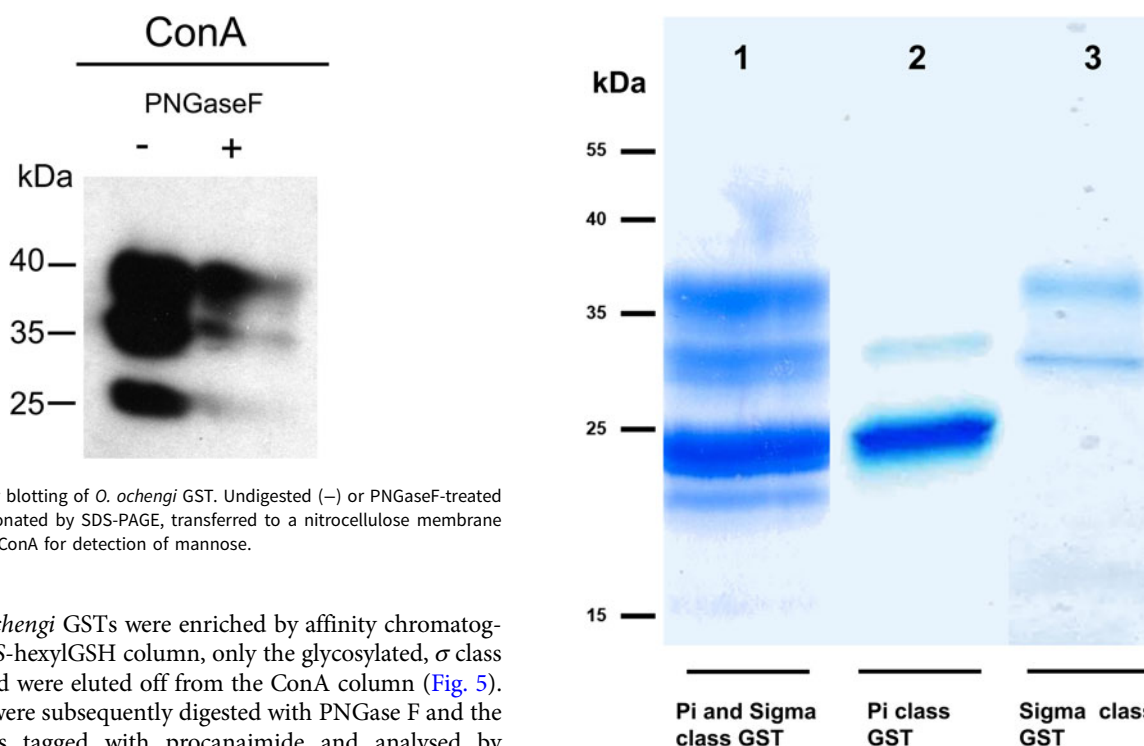 ConA
PNGaseF
- +
kDa
40
35
25
blotting of O. ochengi GST. Undigested (−) or PNGaseF-treated
by SDS-PAGE, transferred to a nitrocellulose membrane
ConA for detection of mannose.
GSTs were enriched by affinity
S-hexylGSH column, only the glycosylated, σ class
were eluted off from the ConA column (Fig. 5).
were subsequently digested with PNGase F and the
tagged with procanaimide and analysed by
1 2 3
kDa
55
40
35
25
15
Pi and Sigma
class GST
Pi class
GST
Sigma
GST